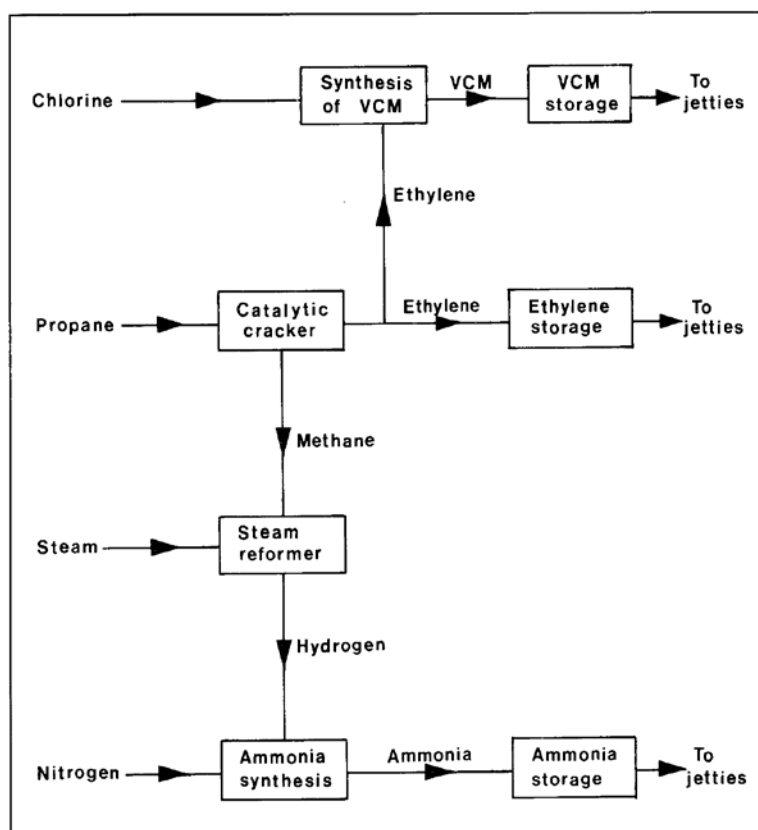 Chlorine
Synthesis
of VCM
VCM
VCM
storage
To
jetties
Ethylene
Propane
Catalytic
cracker
Ethylene
Ethylene
storage
To
jetties
Methane
Steam
Steam
reformer
Hydrogen
Nitrogen
Ammonia
synthesis
Ammonia
Ammonia
storage
To
jetties